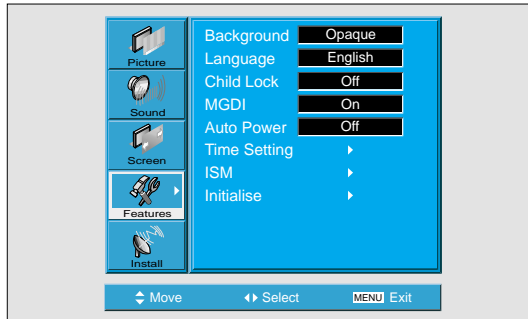 Picture
Sound
Screen
Features
Install
Background Opaque
Language English
Child Lock Off
MGDI On
Auto Power Off
Time Setting
ISM
Initialise
Move Select MENU Exit